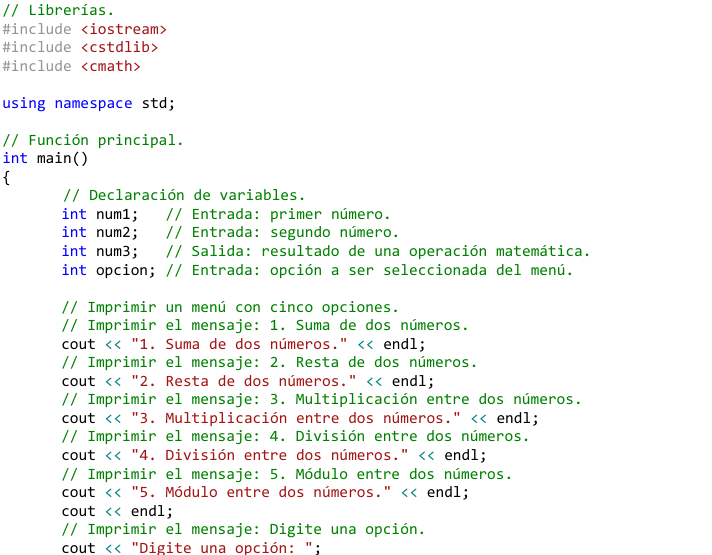 // Librerías.
#include <iostream>
#include <cstdlib>
#include <cmath>
using namespace std;
// Función principal.
int main()
{
// Declaración de variables.
int num1; // Entrada: primer número.
int num2; // Entrada: segundo número.
int num3; // Salida: resultado de una operación matemática.
int opcion; // Entrada: opción a ser seleccionada del menú.
// Imprimir un menú con cinco opciones.
// Imprimir el mensaje: 1. Suma de dos números.
cout << "1. Suma de dos números." << endl;
// Imprimir el mensaje: 2. Resta de dos números.
cout << "2. Resta de dos números." << endl;
// Imprimir el mensaje: 3. Multiplicación entre dos números.
cout << "3. Multiplicación entre dos números." << endl;
// Imprimir el mensaje: 4. División entre dos números.
cout << "4. División entre dos números." << endl;
// Imprimir el mensaje: 5. Módulo entre dos números.
cout << "5. Módulo entre dos números." << endl;
cout << endl;
// Imprimir el mensaje: Digite una opción.
cout << "Digite una opción: ";